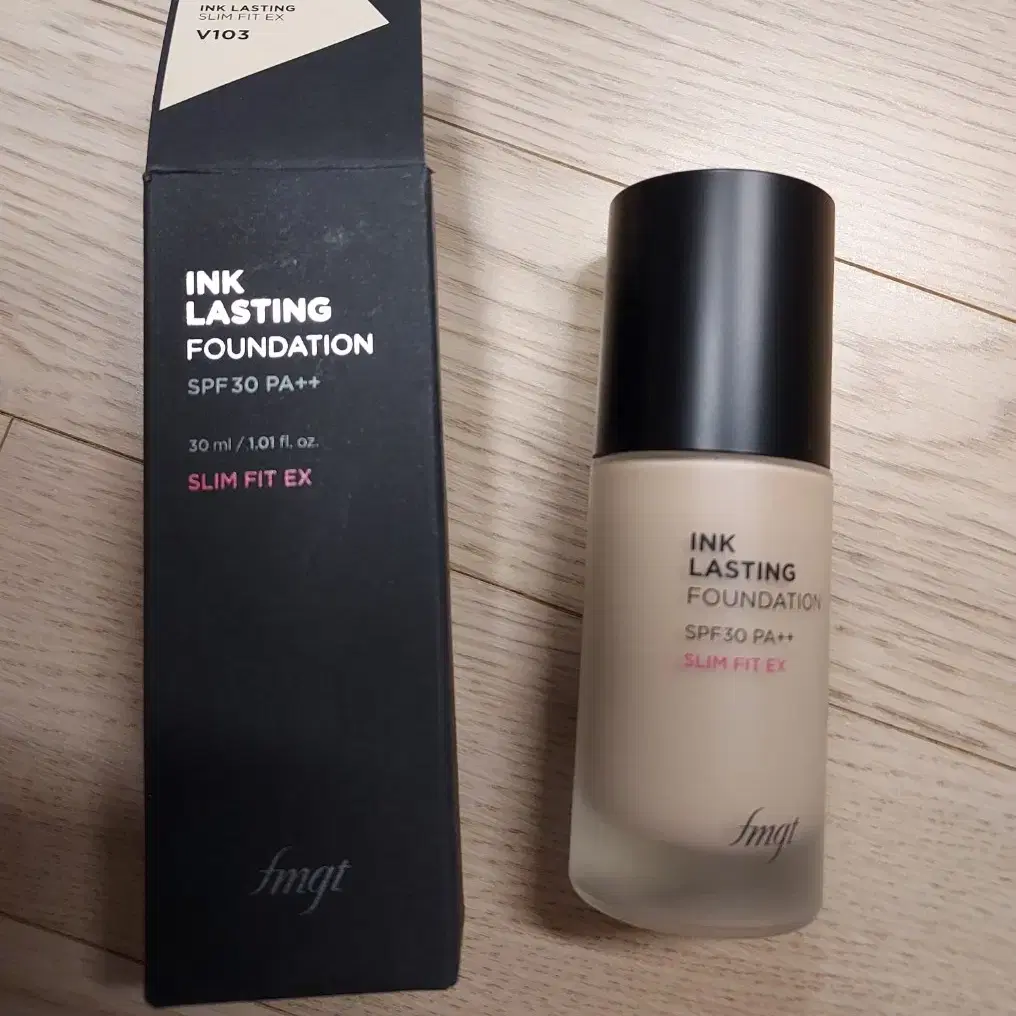 INK LASTING
SLIM FIT EX
V103
INK
LASTING
FOUNDATION
SPF30 PA++
30 ml / 1.01 fl. oz.
SLIM FIT EX
fmgt
INK
LASTING
FOUNDATION
SPF30 PA++
SLIM FIT EX
fmgt